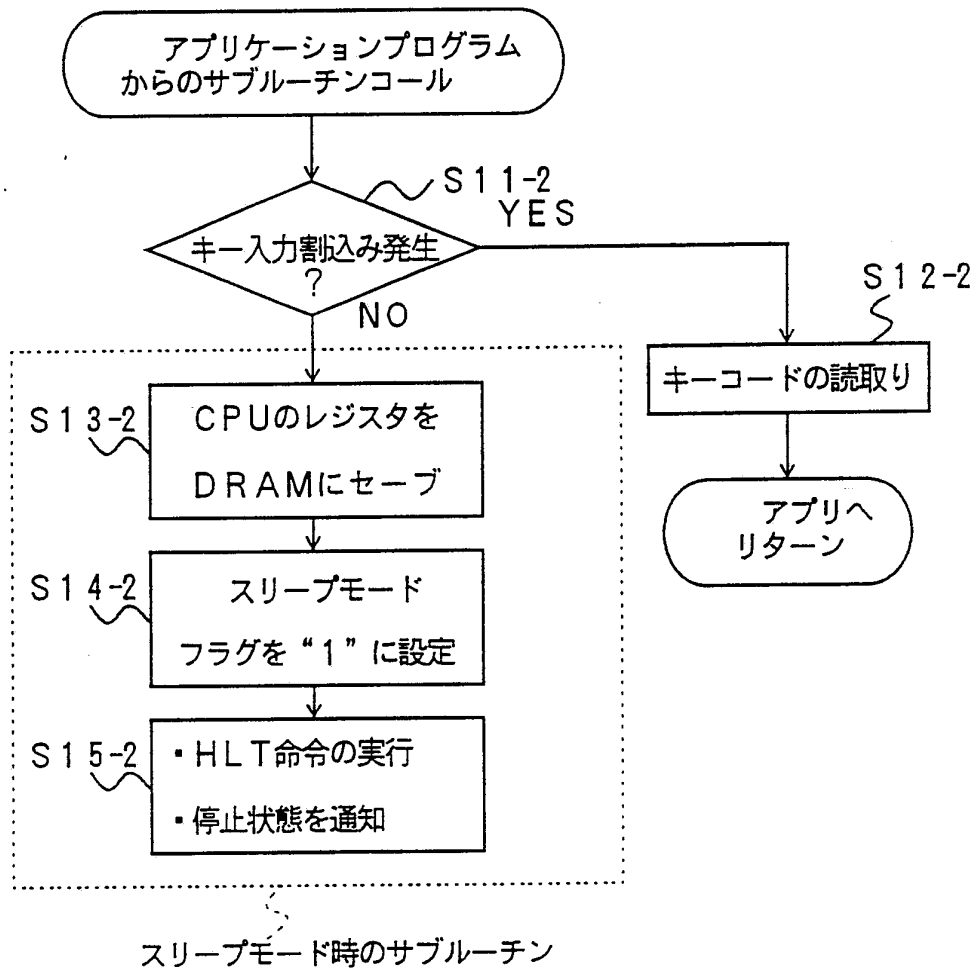 アプリケーションプログラム
からのサブルーチンコール
S11-2
YES
キー入力割込み発生
?
NO
S12-2
キーコードの読取り
アプリへ
リターン
S13-2
CPUのレジスタを
DRAMにセーブ
S14-2
スリープモード
フラグを“1”に設定
S15-2
・HLT命令の実行
・停止状態を通知
スリープモード時のサブルーチン